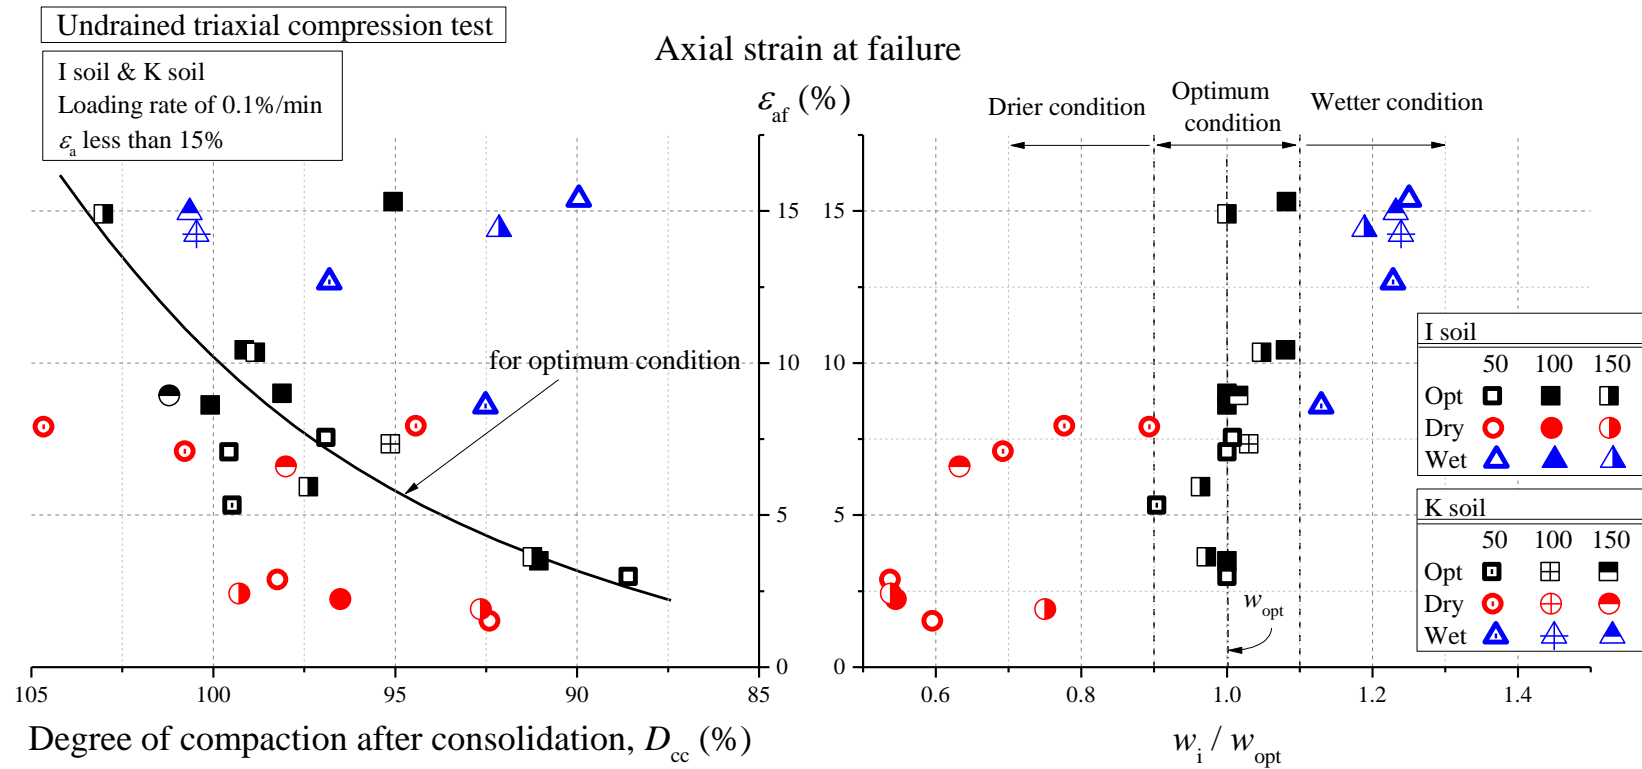 Undrained triaxial compression test
I soil & K soil
Loading rate of 0.1%/min
εa less than 15%
Axial strain at failure
εaf (%)
Drier condition
Optimum
condition
Wetter condition
15
10
5
0
for optimum condition
105
100
95
90
85
Degree of compaction after consolidation, Dcc (%)
15
10
5
0
wopt
0.6
0.8
1.0
1.2
1.4
wi / wopt
I soil
50 100 150
Opt
Dry
Wet
K soil
50 100 150
Opt
Dry
Wet